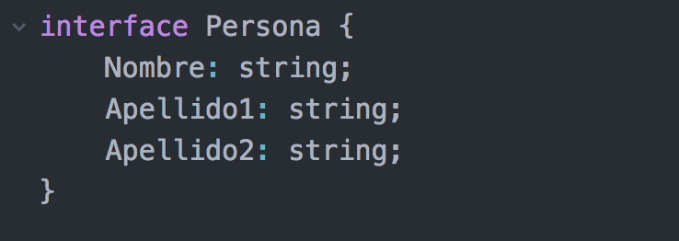 interface Persona {
    Nombre: string;
    Apellido1: string;
    Apellido2: string;
}